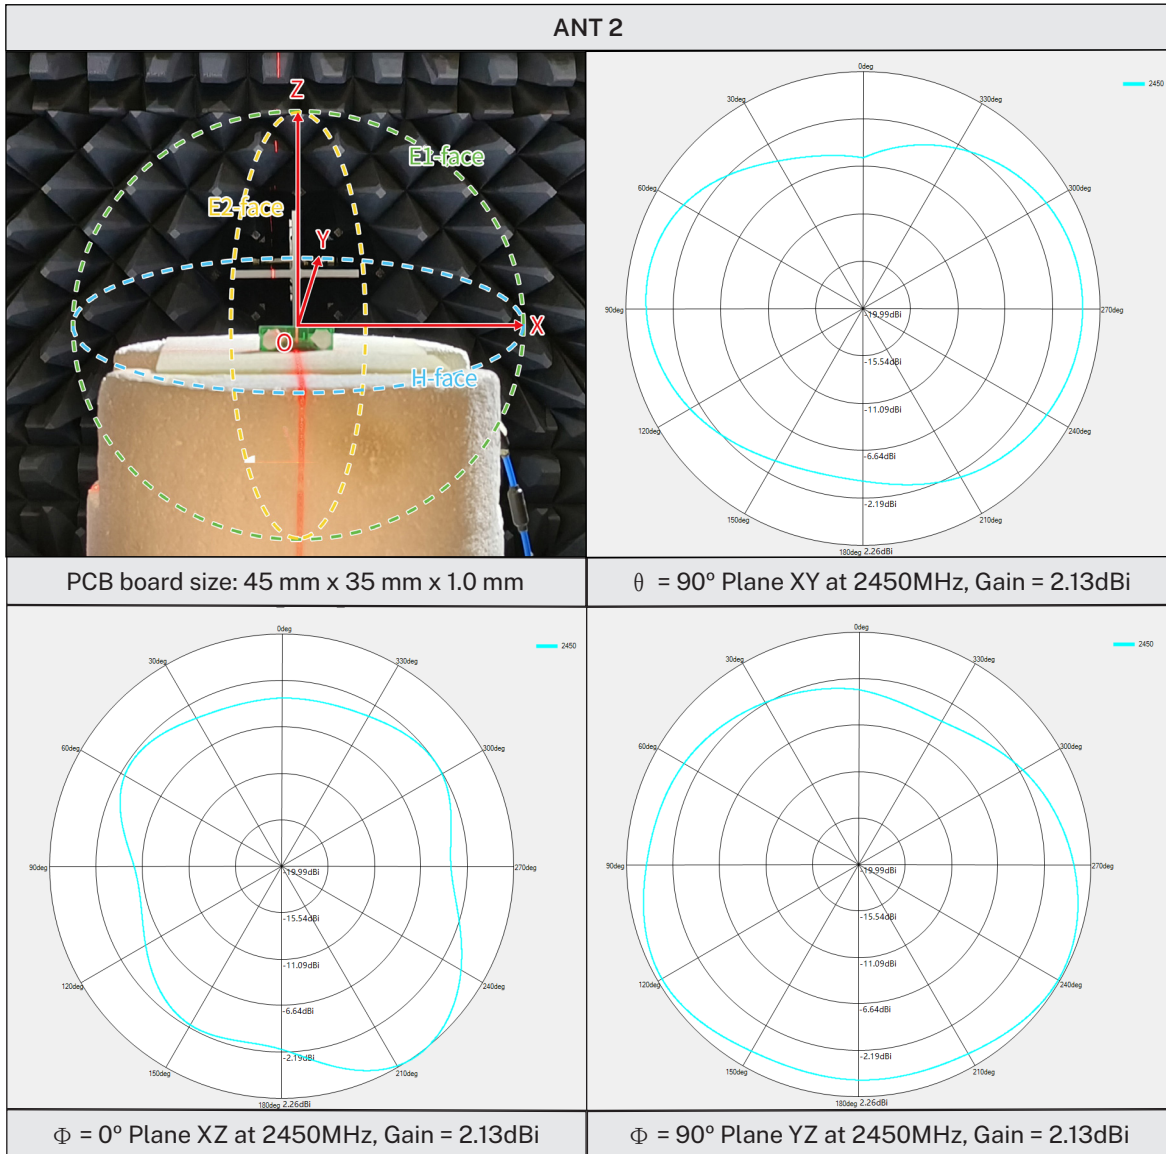 ANT 2
Z
E1-face
E2-face
Y
X
O
H-face
0deg
2450
30deg
330deg
60deg
300deg
90deg
-19.99dBi
270deg
-15.54dBi
-11.09dBi
120deg
240deg
-6.64dBi
-2.19dBi
150deg
210deg
180deg 2.26dBi
PCB board size: 45 mm x 35 mm x 1.0 mm
θ = 90º Plane XY at 2450MHz, Gain = 2.13dBi
0deg
2450
30deg
330deg
60deg
300deg
90deg
-19.99dBi
270deg
-15.54dBi
-11.09dBi
120deg
240deg
-6.64dBi
-2.19dBi
150deg
210deg
180deg 2.26dBi
0deg
2450
30deg
330deg
60deg
300deg
90deg
-19.99dBi
270deg
-15.54dBi
-11.09dBi
120deg
240deg
-6.64dBi
-2.19dBi
150deg
210deg
180deg 2.26dBi
Φ = 0º Plane XZ at 2450MHz, Gain = 2.13dBi
Φ = 90º Plane YZ at 2450MHz, Gain = 2.13dBi